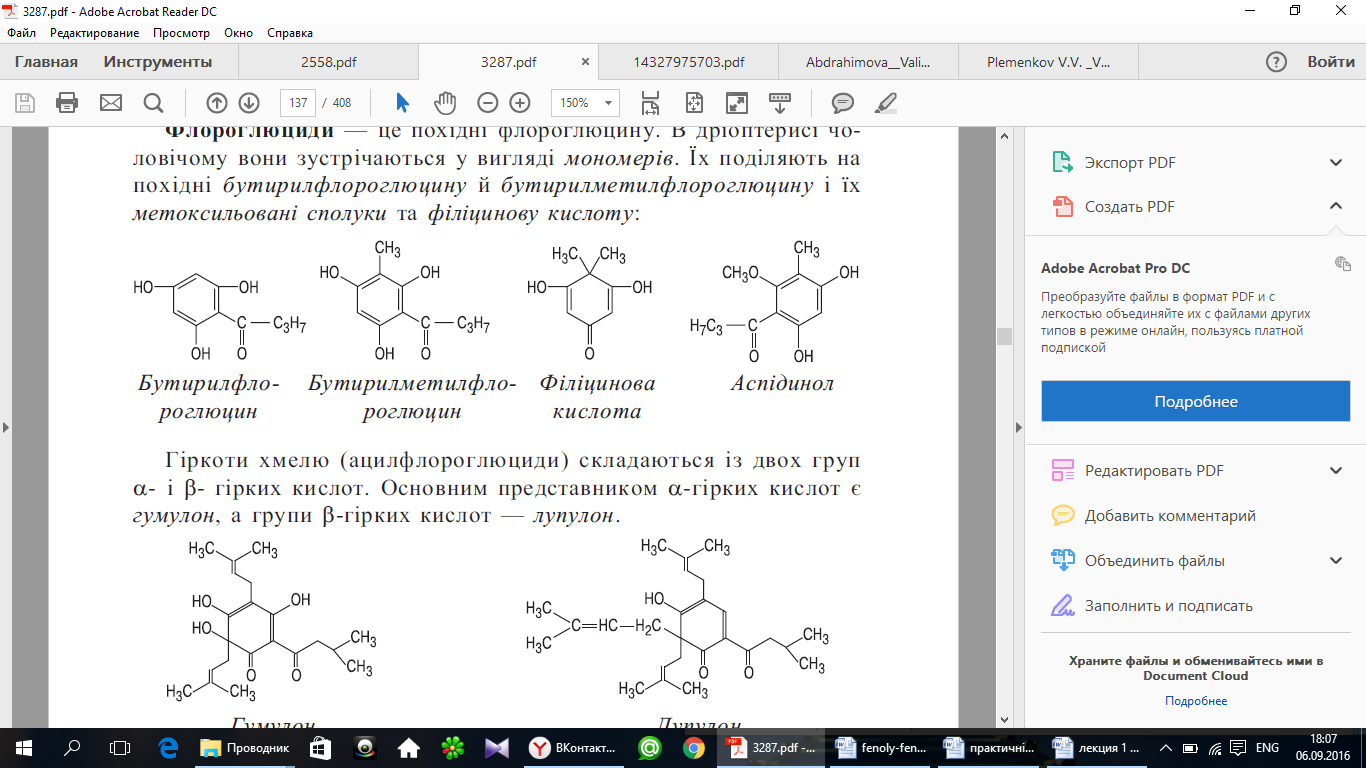 3287.pdf - Adobe Acrobat Reader DC
Файл Редактирование Просмотр Окно Справка
Главная Инструменты 2558.pdf 3287.pdf × 14327975703.pdf Abdrahimova__Vali... Plemenkov V.V. _V... ? Войти
137 / 408 150%
Флороглюциди — це похідні флороглюцину. В дріоптерисі чо-
ловічому вони зустрічаються у вигляді мономерів. Їх поділяють на
похідні бутирилфлороглюцину й бутирилметилфлороглюцину і їх
метоксильовані сполуки та філіцинову кислоту:
HO OH C C3H7 OH O
CH3 HO OH C C3H7 OH O
H3C CH3 HO OH O
CH3 CH3O OH H7C3 C O OH
Бутирилфло-
роглюцин
Бутирилметилфло-
роглюцин
Філіцинова
кислота
Аспідинол
Гіркоти хмелю (ацилфлороглюциди) складаються із двох груп
α- і β- гірких кислот. Основним представником α-гірких кислот є
гумулон, а групи β-гірких кислот — лупулон.
H3C CH3 HO OH HO O O CH3 CH3 H3C CH3
H3C CH3 HO H3C C=HC—H2C H3C O O CH3 CH3 H3C CH3
Гумулон Лупулон
Экспорт PDF
Создать PDF
Adobe Acrobat Pro DC
Преобразуйте файлы в формат PDF и с
легкостью объединяйте их с файлами других
типов в режиме онлайн, пользуясь платной
подпиской
Подробнее
Редактировать PDF
Добавить комментарий
Объединить файлы
Заполнить и подписать
Храните файлы и обменивайтесь ими в
Document Cloud
Подробнее
Проводник ВКонтакт... 3287.pdf -... fenoly-fen... практичні... лекция 1 ... ENG 18:07
06.09.2016